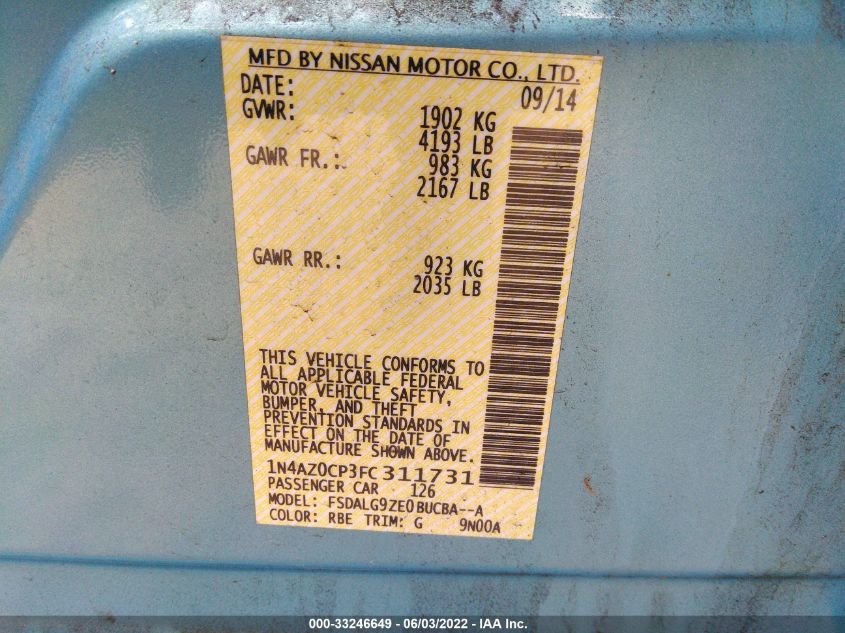 MFD BY NISSAN MOTOR CO., LTD.
DATE: 09/14
GVWR: 1902 KG
4193 LB
GAWR FR.: 983 KG
2167 LB
GAWR RR.: 923 KG
2035 LB
THIS VEHICLE CONFORMS TO
ALL APPLICABLE FEDERAL
MOTOR VEHICLE SAFETY,
BUMPER, AND THEFT
PREVENTION STANDARDS IN
EFFECT ON THE DATE OF
MANUFACTURE SHOWN ABOVE.
1N4AZ0CP3FC311731
PASSENGER CAR 126
MODEL: FSDALG9ZE0BUCBA--A
COLOR: RBE TRIM: G 9N00A
000-33246649 - 06/03/2022 - IAA Inc.